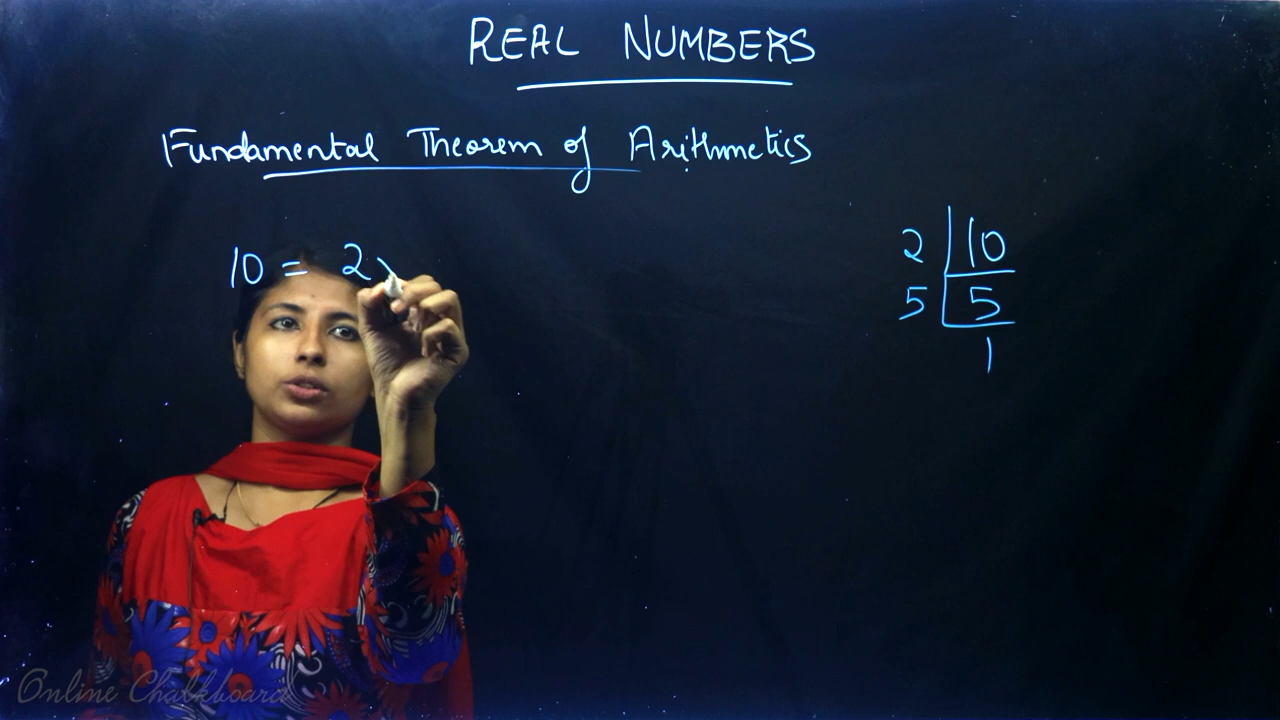 REAL NUMBERS
Fundamental Theorem of Arithmetics
10 = 2
2 | 10
5 | 5
1
Online Chalkboard